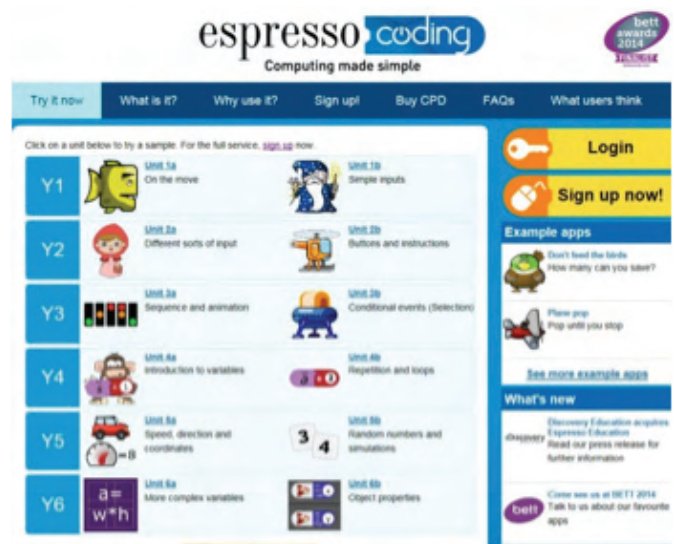 espresso coding
Computing made simple
bett
awards
2014
FINALIST
Try it now What is it? Why use it? Sign up! Buy CPD FAQs What users think
Click on a unit below to try a sample. For the full service, sign up now.
Y1
Unit 1a
On the move
Unit 1b
Simple inputs
Y2
Unit 2a
Different sorts of input
Unit 2b
Buttons and instructions
Y3
Unit 3a
Sequence and animation
Unit 3b
Conditional events (Selection)
Y4
Unit 4a
Introduction to variables
Unit 4b
Repetition and loops
Y5
=8
Unit 5a
Speed, direction and
coordinates
3 4
Unit 5b
Random numbers and
simulations
Y6
a=
w*h
Unit 6a
More complex variables
Unit 6b
Object properties
Login
Sign up now!
Example apps
Don't feed the birds
How many can you save?
Plane pop
Pop until you stop
See more example apps
What's new
discovery
Discovery Education acquires
Espresso Education
Read our press release for
further information
bett
Come see us at BETT 2014
Talk to us about our favourite
apps